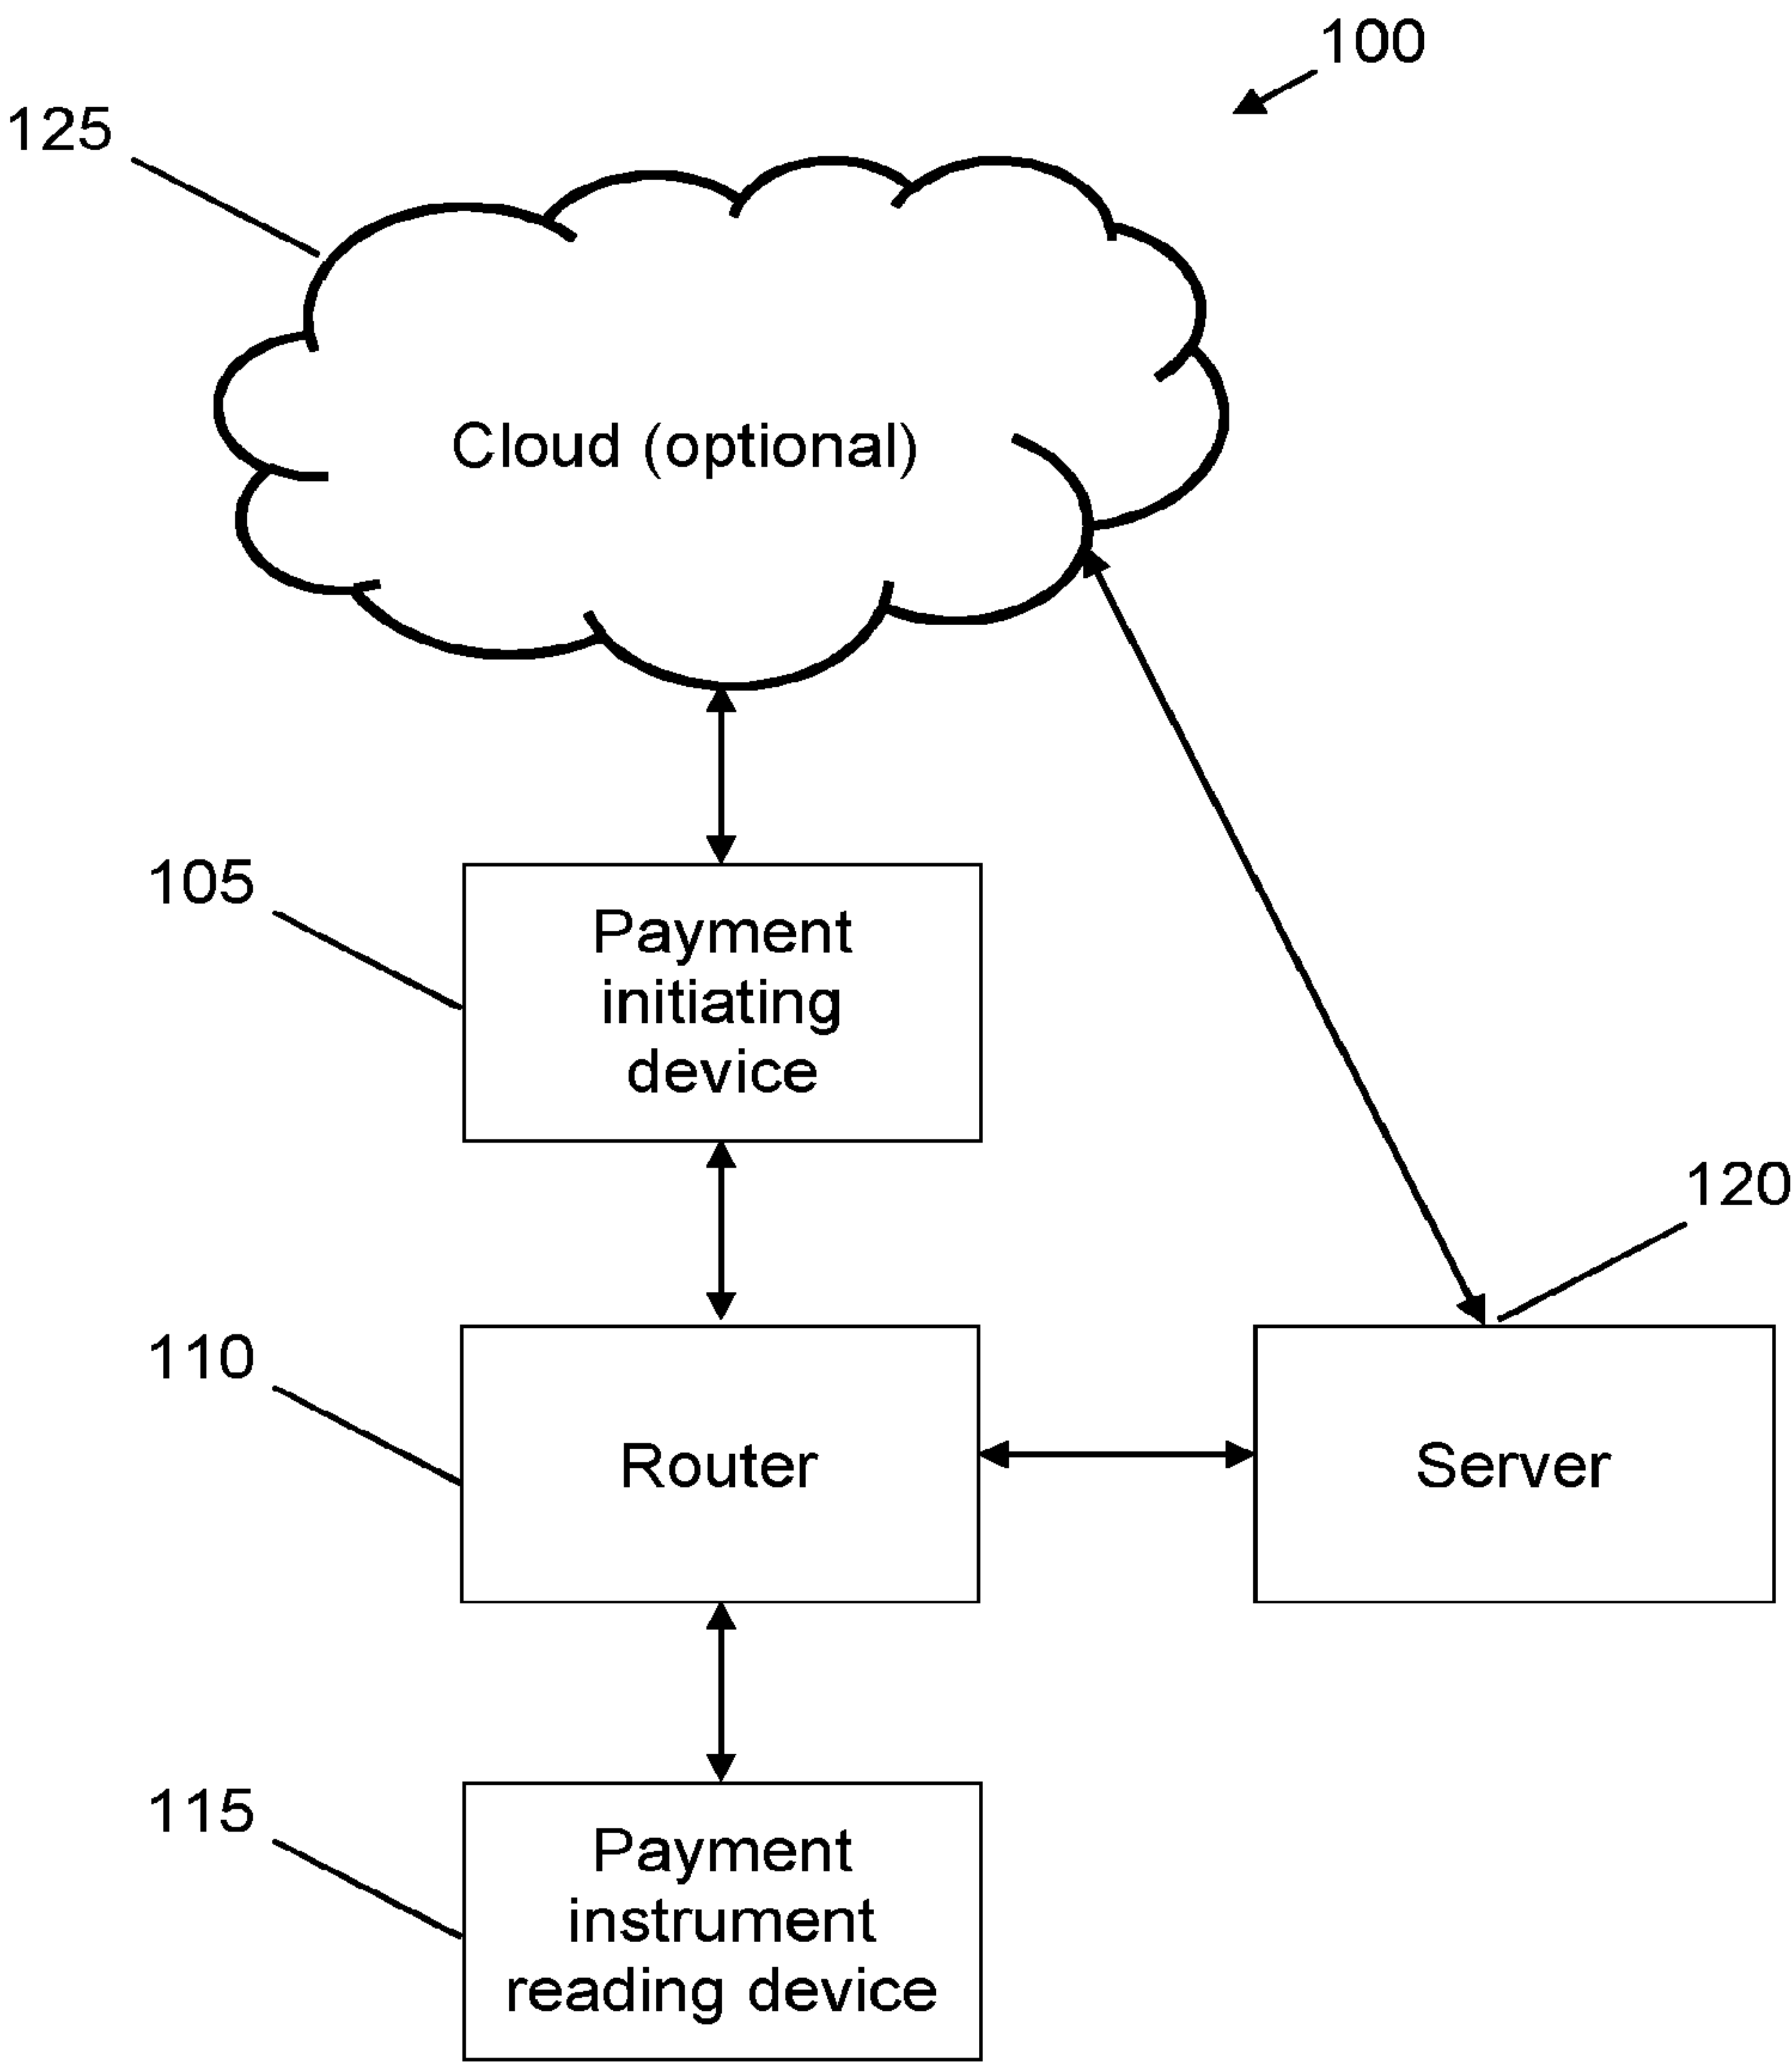 100
125
Cloud (optional)
105
Payment
initiating
device
120
110
Router
Server
115
Payment
instrument
reading device